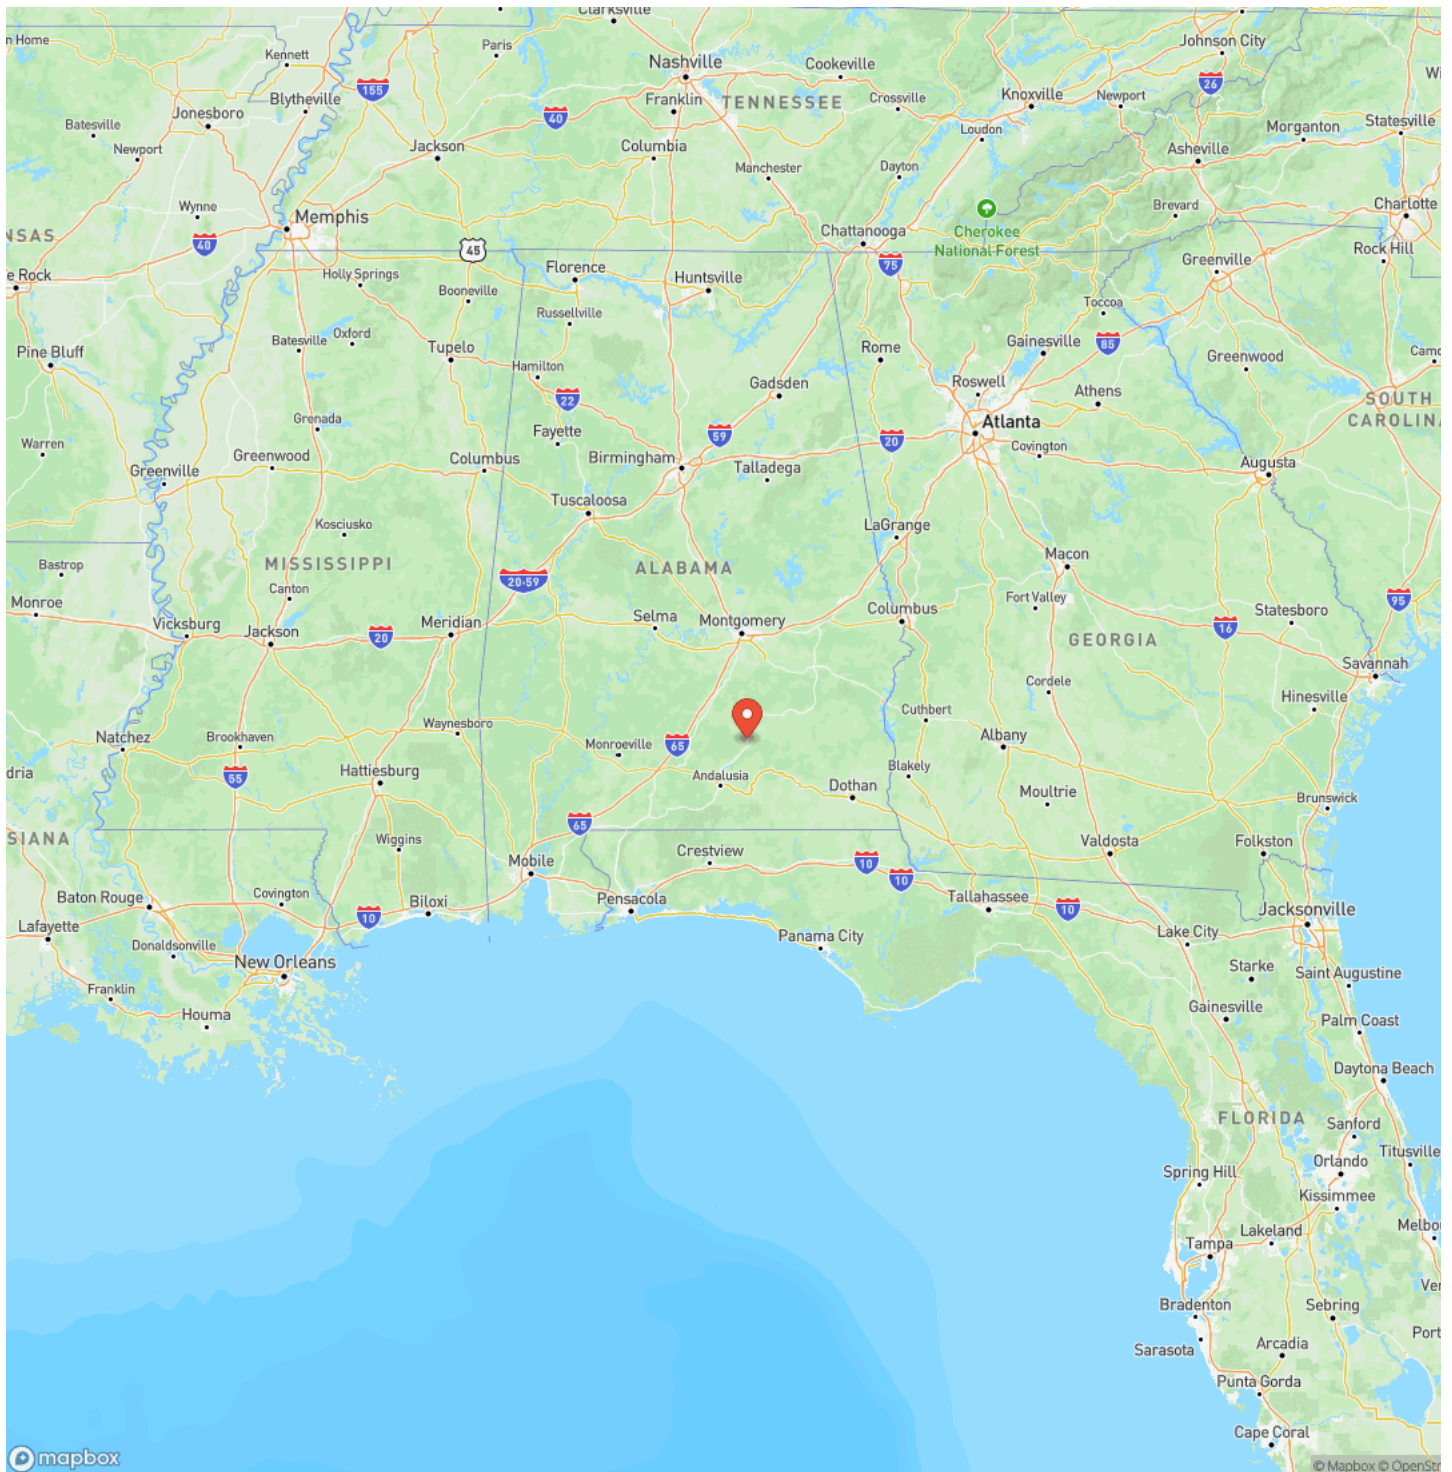 Clarksville
n Home
Kennett
Paris
Nashville
Cookeville
Johnson City
155
Blytheville
Jonesboro
Franklin
TENNESSEE
Crossville
Knoxville
Newport
26
40
Batesville
Newport
Jackson
Columbia
Manchester
Dayton
Loudon
Asheville
Morganton
Statesville
Wynne
Memphis
40
45
Chattanooga
Cherokee
National Forest
Brevard
Charlotte
Rock Hill
NSAS
e Rock
Holly Springs
Booneville
Florence
Huntsville
75
Greenville
Russellville
Toccoa
Pine Bluff
Batesville
Oxford
Tupelo
Hamilton
Rome
Gainesville
85
Greenwood
22
Gadsden
Roswell
Athens
SOUTH
CAROLINA
Grenada
Fayette
59
20
Atlanta
Covington
Warren
Greenville
Greenwood
Columbus
Birmingham
Talladega
Augusta
Tuscaloosa
Kosciusko
LaGrange
MISSISSIPPI
20-59
ALABAMA
Macon
Bastrop
Canton
Monroe
Vicksburg
Jackson
20
Meridian
Selma
Montgomery
Columbus
Fort Valley
GEORGIA
16
Statesboro
95
Savannah
Cordele
Hinesville
Natchez
Brookhaven
Waynesboro
Monroeville
65
Cuthbert
Albany
dria
55
Hattiesburg
Andalusia
Dothan
Blakely
Moultrie
Brunswick
SIANA
Wiggins
65
Mobile
Crestview
10
10
Valdosta
Folkston
Baton Rouge
Covington
10
Biloxi
Pensacola
Tallahassee
10
Jacksonville
Lafayette
Donaldsonville
New Orleans
Panama City
Lake City
Starke
Saint Augustine
Franklin
Houma
Gainesville
Palm Coast
Daytona Beach
FLORIDA
Sanford
Titusville
Spring Hill
Orlando
Kissimmee
Tampa
Lakeland
Bradenton
Sebring
Sarasota
Arcadia
Punta Gorda
Cape Coral
mapbox
© Mapbox © OpenStr